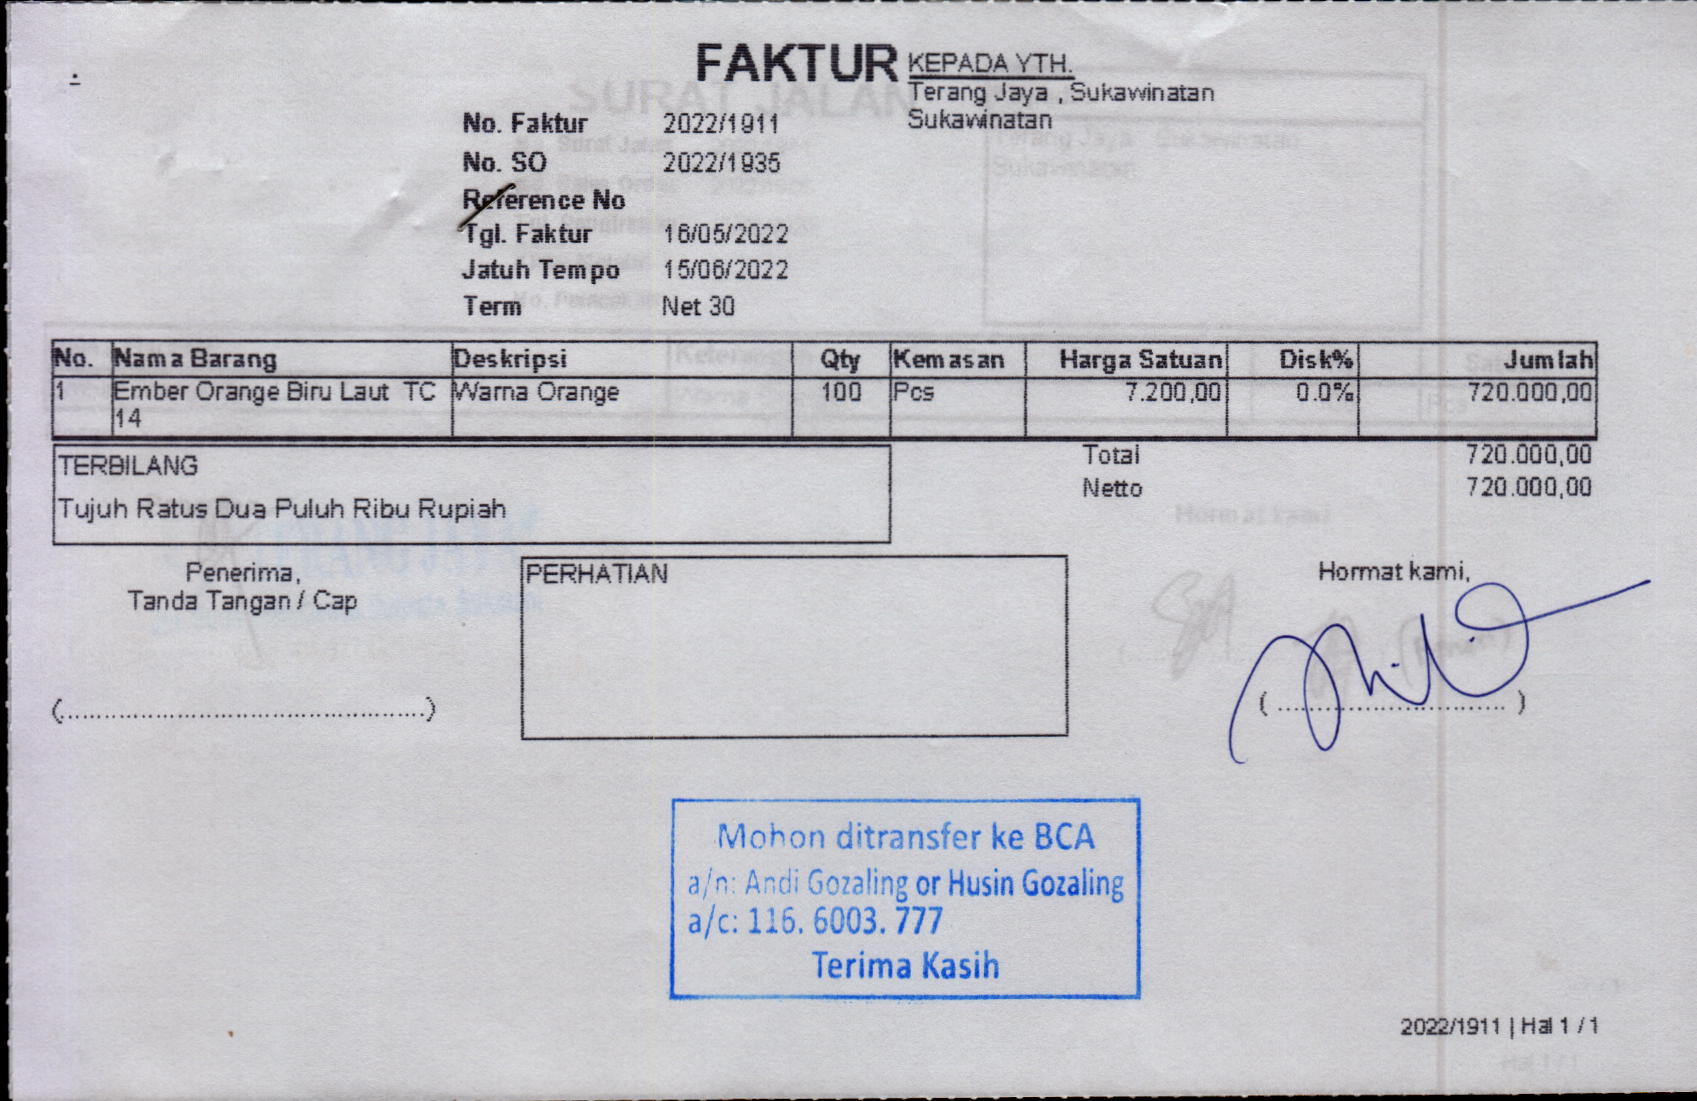 FAKTUR
KEPADA YTH.
Terang Jaya , Sukawinatan
Sukawinatan
No. Faktur 2022/1911
No. SO 2022/1935
Reference No
Tgl. Faktur 16/05/2022
Jatuh Tempo 15/06/2022
Term Net 30
No. Nama Barang Deskripsi Qty Kemasan Harga Satuan Disk% Jumlah
1 Ember Orange Biru Laut TC Warna Orange 100 Pcs 7.200,00 0.0% 720.000,00
14
TERBILANG
Tujuh Ratus Dua Puluh Ribu Rupiah
Total 720.000,00
Netto 720.000,00
Penerima,
Tanda Tangan / Cap
PERHATIAN
Hormat kami,
(................................................)
( ................................ )
Mohon ditransfer ke BCA
a/n: Andi Gozaling or Husin Gozaling
a/c: 116. 6003. 777
Terima Kasih
2022/1911 | Hal 1 / 1